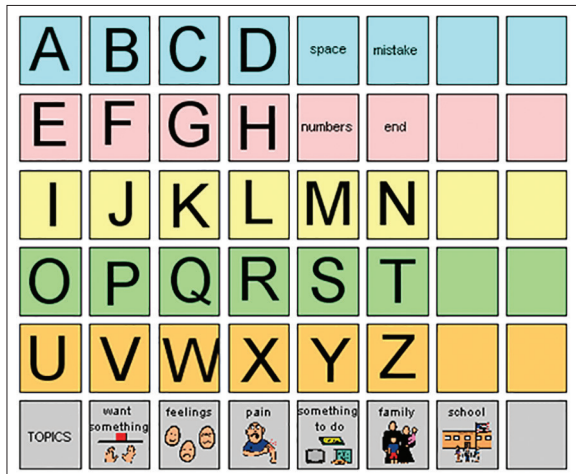 A B C D space mistake
E F G H numbers end
I J K L M N
O P Q R S T
U V W X Y Z
TOPICS want something feelings pain something to do family school